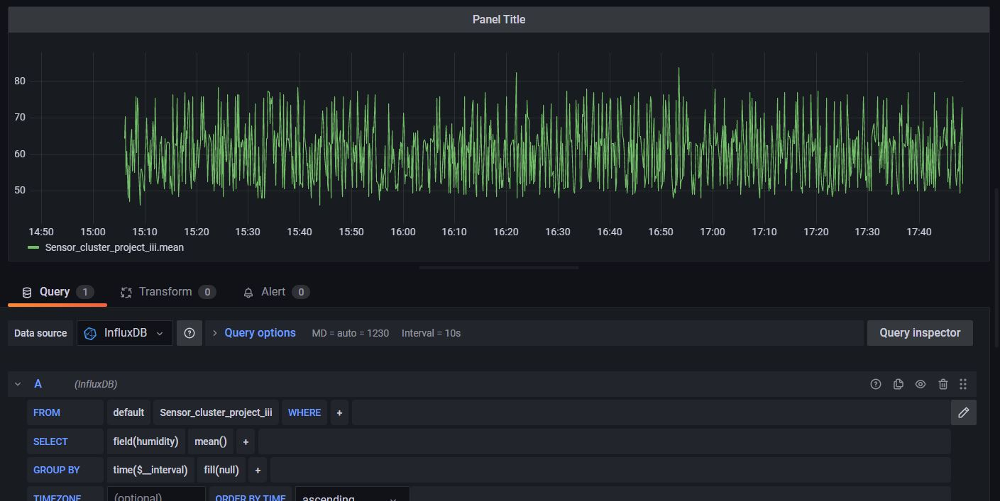 Panel Title
80
70
60
50
14:50 15:00 15:10 15:20 15:30 15:40 15:50 16:00 16:10 16:20 16:30 16:40 16:50 17:00 17:10 17:20 17:30 17:40
Sensor_cluster_project_iii.mean
Query 1 Transform 0 Alert 0
Data source InfluxDB Query options MD = auto = 1230 Interval = 10s Query inspector
A (InfluxDB)
FROM default Sensor_cluster_project_iii WHERE +
SELECT field(humidity) mean() +
GROUP BY time($__interval) fill(null) +
TIMEZONE (optional) ORDER BY TIME ascending